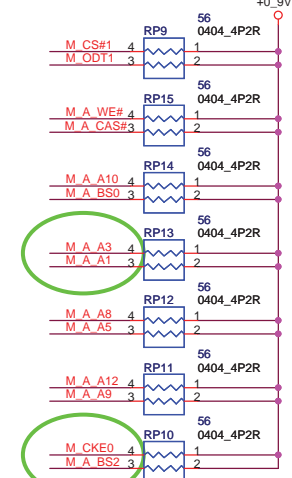 +0_9V
56
RP9 0404_4P2R
M_CS#1 4 1
M_ODT1 3 2
56
RP15 0404_4P2R
M_A_WE# 4 1
M_A_CAS# 3 2
56
RP14 0404_4P2R
M_A_A10 4 1
M_A_BS0 3 2
56
RP13 0404_4P2R
M_A_A3 4 1
M_A_A1 3 2
56
RP12 0404_4P2R
M_A_A8 4 1
M_A_A5 3 2
56
RP11 0404_4P2R
M_A_A12 4 1
M_A_A9 3 2
56
RP10 0404_4P2R
M_CKE0 4 1
M_A_BS2 3 2